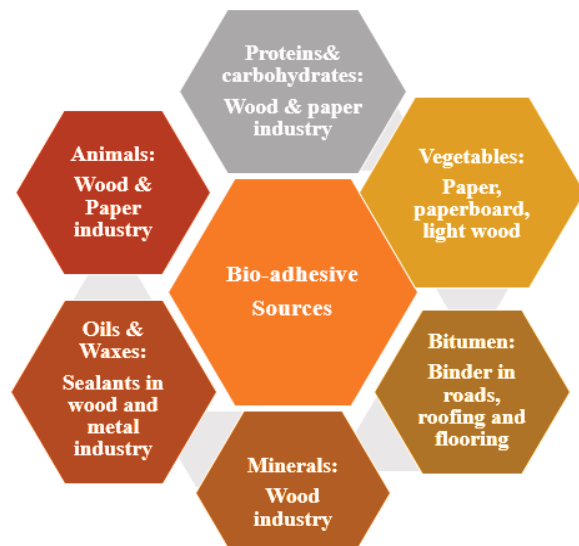 Proteins&
carbohydrates:
Wood & paper
industry
Vegetables:
Paper,
paperboard,
light wood
Bitumen:
Binder in
roads,
roofing and
flooring
Minerals:
Wood
industry
Oils &
Waxes:
Sealants in
wood and
metal
industry
Animals:
Wood &
Paper
industry
Bio-adhesive
Sources